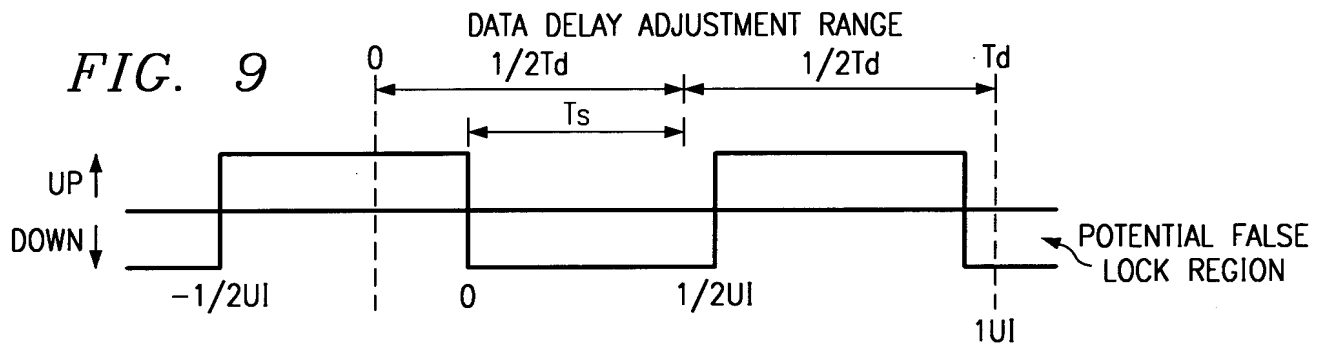 FIG. 9
DATA DELAY ADJUSTMENT RANGE
0 1/2Td 1/2Td Td
Ts
UP
DOWN
POTENTIAL FALSE
LOCK REGION
-1/2UI 0 1/2UI
1UI